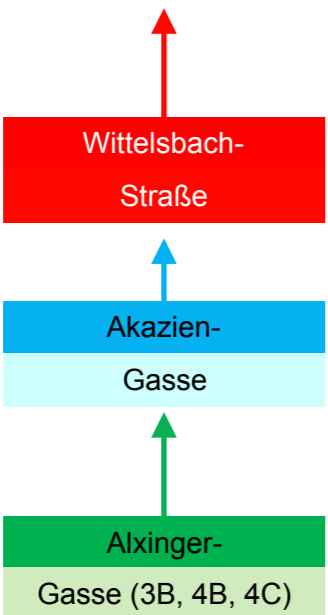 Wittelsbach-
Straße
Akazien-
Gasse
Alxinger-
Gasse (3B, 4B, 4C)